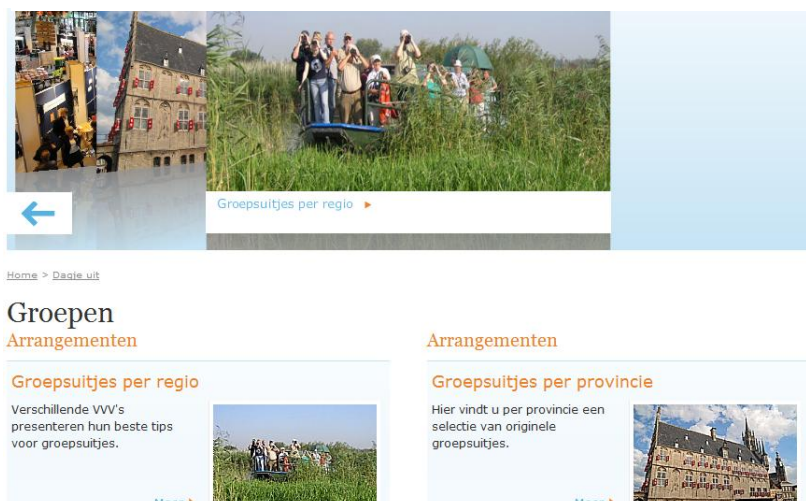 Groepsuitjes per regio
Home > Dagje uit
Groepen
Arrangementen
Groepsuitjes per regio
Verschillende VVV's
presenteren hun beste tips
voor groepsuitjes.
Arrangementen
Groepsuitjes per provincie
Hier vindt u per provincie een
selectie van originele
groepsuitjes.